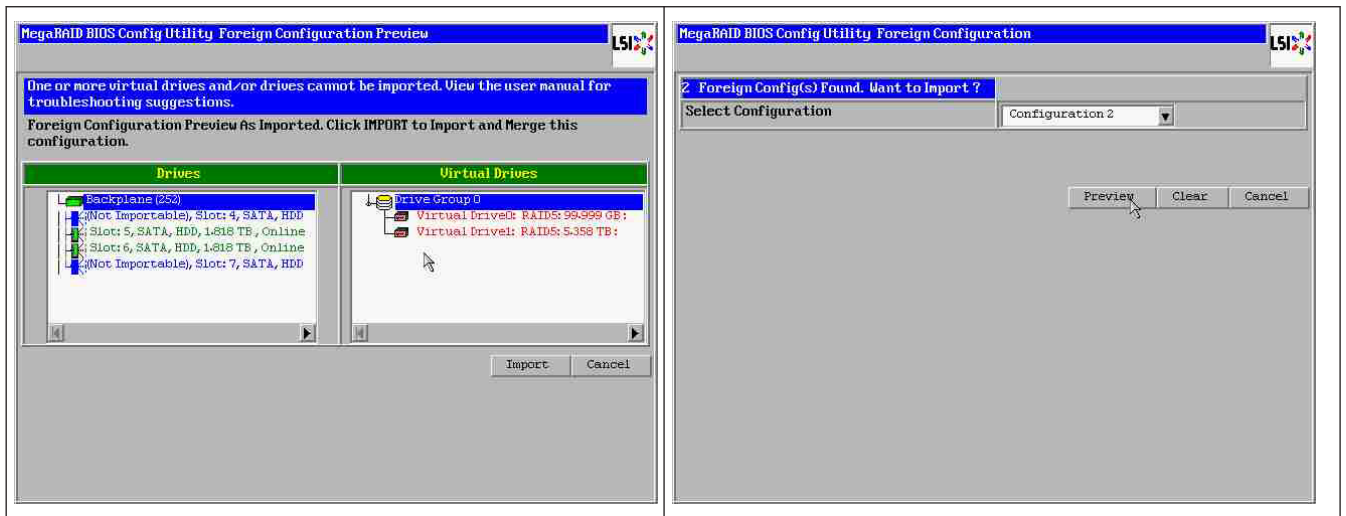 MegaRAID BIOS Config Utility Foreign Configuration Preview
LSI
One or more virtual drives and/or drives cannot be imported. View the user manual for
troubleshooting suggestions.
Foreign Configuration Preview As Imported. Click IMPORT to Import and Merge this
configuration.
Drives
Virtual Drives
Backplane (252)
(Not Importable), Slot: 4, SATA, HDD
Slot: 5, SATA, HDD, 1.818 TB, Online
Slot: 6, SATA, HDD, 1.818 TB, Online
(Not Importable), Slot: 7, SATA, HDD
Drive Group 0
Virtual Drive0: RAID5: 99.999 GB:
Virtual Drive1: RAID5: 5.358 TB:
Import
Cancel
MegaRAID BIOS Config Utility Foreign Configuration
LSI
2 Foreign Config(s) Found. Want to Import ?
Select Configuration
Configuration 2
Preview
Clear
Cancel